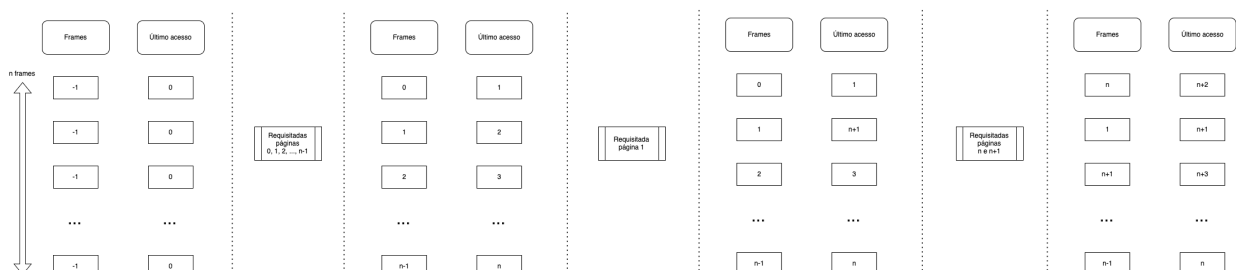 Frames Último acesso Frames Último acesso Frames Último acesso Frames Último acesso
n frames
-1 0 0 1 0 1 n n+2
-1 0 Requisitadas páginas 0, 1, 2, ..., n-1 1 2 Requisitada página 1 1 n+1 Requisitadas páginas n e n+1 1 n+1
-1 0 2 3 2 3 n+1 n+3
... ... ... ... ... ... ... ...
-1 0 n-1 n n-1 n n-1 n